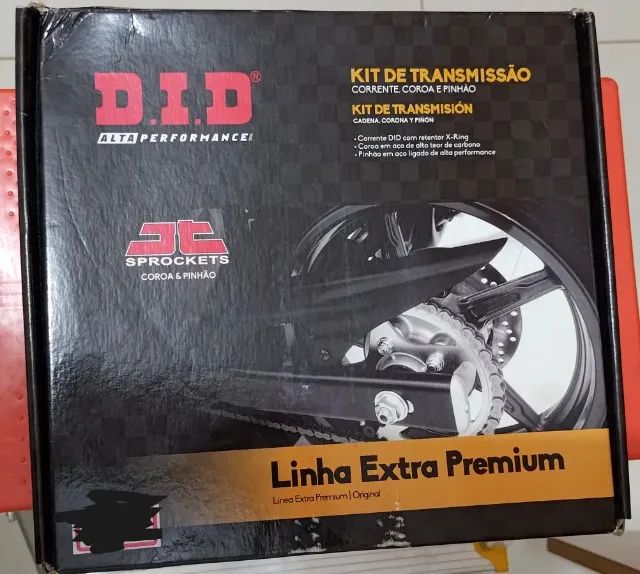 D.I.D®
ALTA PERFORMANCE
KIT DE TRANSMISSÃO
CORRENTE, COROA E PINHÃO
KIT DE TRANSMISIÓN
CADENA, CORONA Y PIÑÓN
• Corrente DID com retentor X-Ring
• Coroa em aço de alto teor de carbono
• Pinhão em aço ligado de alta performance
JT
SPROCKETS
COROA & PINHÃO
Linha Extra Premium
Linea Extra Premium | Original